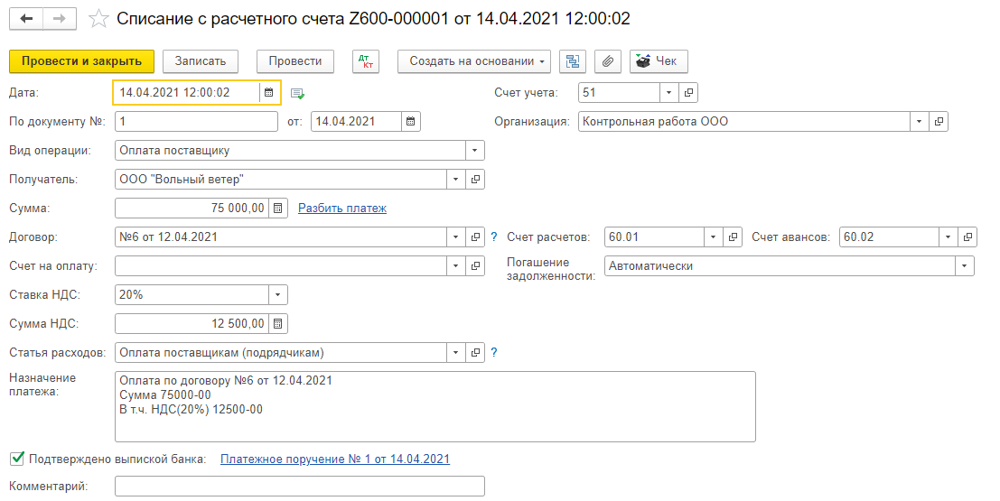 Списание с расчетного счета Z600-000001 от 14.04.2021 12:00:02
Провести и закрыть Записать Провести Дт Кт Создать на основании Чек
Дата: 14.04.2021 12:00:02 Счет учета: 51
По документу №: 1 от: 14.04.2021 Организация: Контрольная работа ООО
Вид операции: Оплата поставщику
Получатель: ООО "Вольный ветер"
Сумма: 75 000,00 Разбить платеж
Договор: №6 от 12.04.2021 ? Счет расчетов: 60.01 Счет авансов: 60.02
Счет на оплату: Погашение
задолженности: Автоматически
Ставка НДС: 20%
Сумма НДС: 12 500,00
Статья расходов: Оплата поставщикам (подрядчикам) ?
Назначение
платежа:
Оплата по договору №6 от 12.04.2021
Сумма 75000-00
В т.ч. НДС(20%) 12500-00
Подтверждено выпиской банка: Платежное поручение № 1 от 14.04.2021
Комментарий: